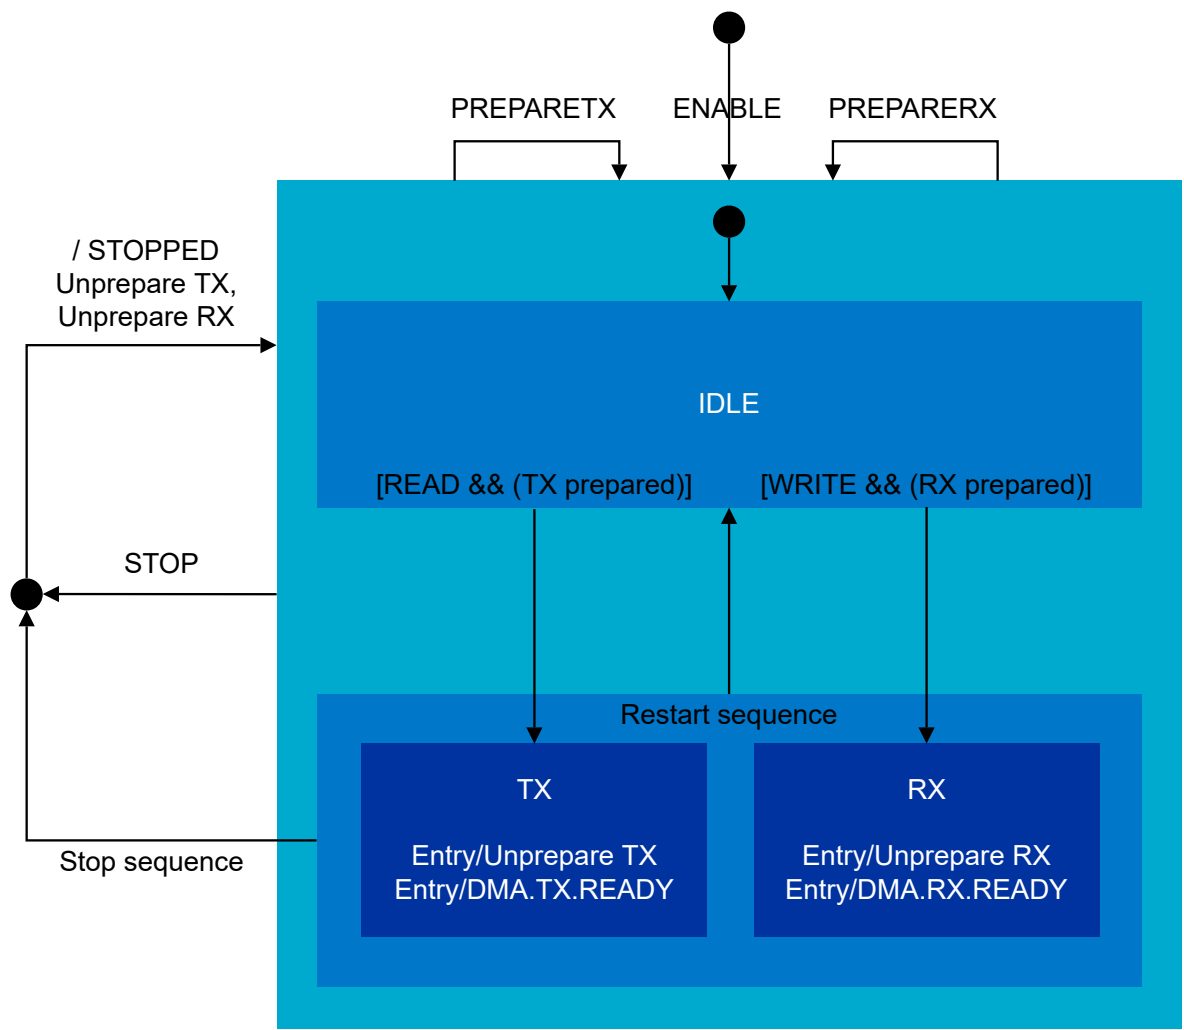 PREPARETX
ENABLE
PREPARERX
/ STOPPED
Unprepare TX,
Unprepare RX
IDLE
[READ && (TX prepared)]
[WRITE && (RX prepared)]
STOP
Restart sequence
TX
Entry/Unprepare TX
Entry/DMA.TX.READY
RX
Entry/Unprepare RX
Entry/DMA.RX.READY
Stop sequence